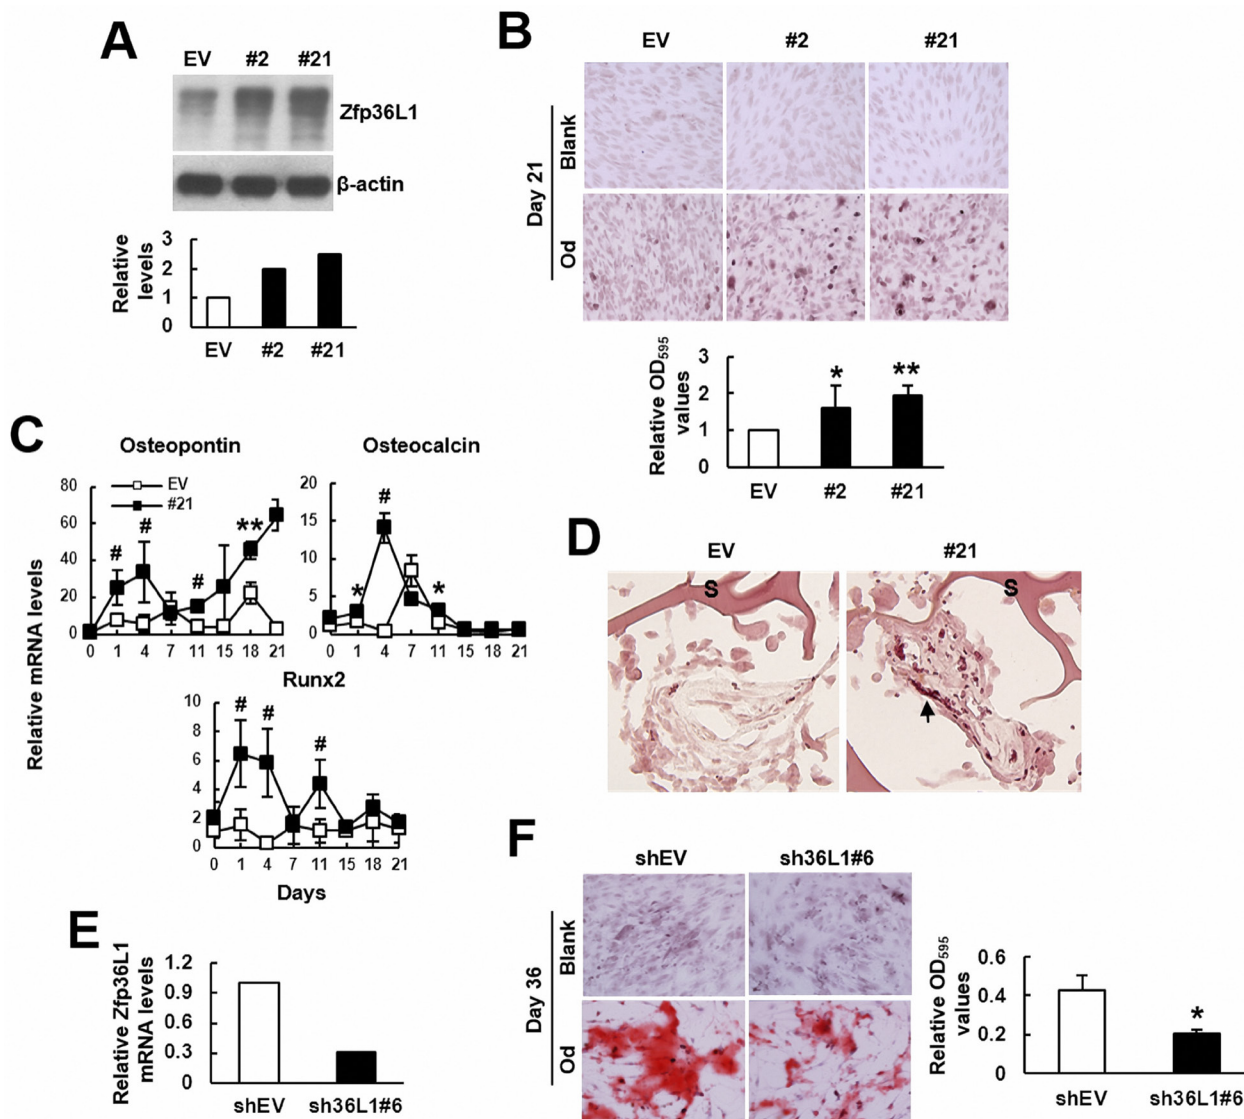 A
EV #2 #21
Zfp36L1
β-actin
Relative
levels
3
2
1
0
EV #2 #21
B
EV #2 #21
Day 21
Blank
Od
Relative OD595
values
3
2
1
0
* **
EV #2 #21
C
Osteopontin Osteocalcin
Relative mRNA levels
80
60
40
20
0
EV
#21
# # # **
0 1 4 7 11 15 18 21
20
15
10
5
0
* # *
0 1 4 7 11 15 18 21
Runx2
10
8
6
4
2
0
# # #
0 1 4 7 11 15 18 21
Days
D
EV #21
S S
E
Relative Zfp36L1
mRNA levels
1.2
0.9
0.6
0.3
0
shEV sh36L1#6
F
shEV sh36L1#6
Day 36
Blank
Od
Relative OD595
values
0.6
0.4
0.2
0
*
shEV sh36L1#6